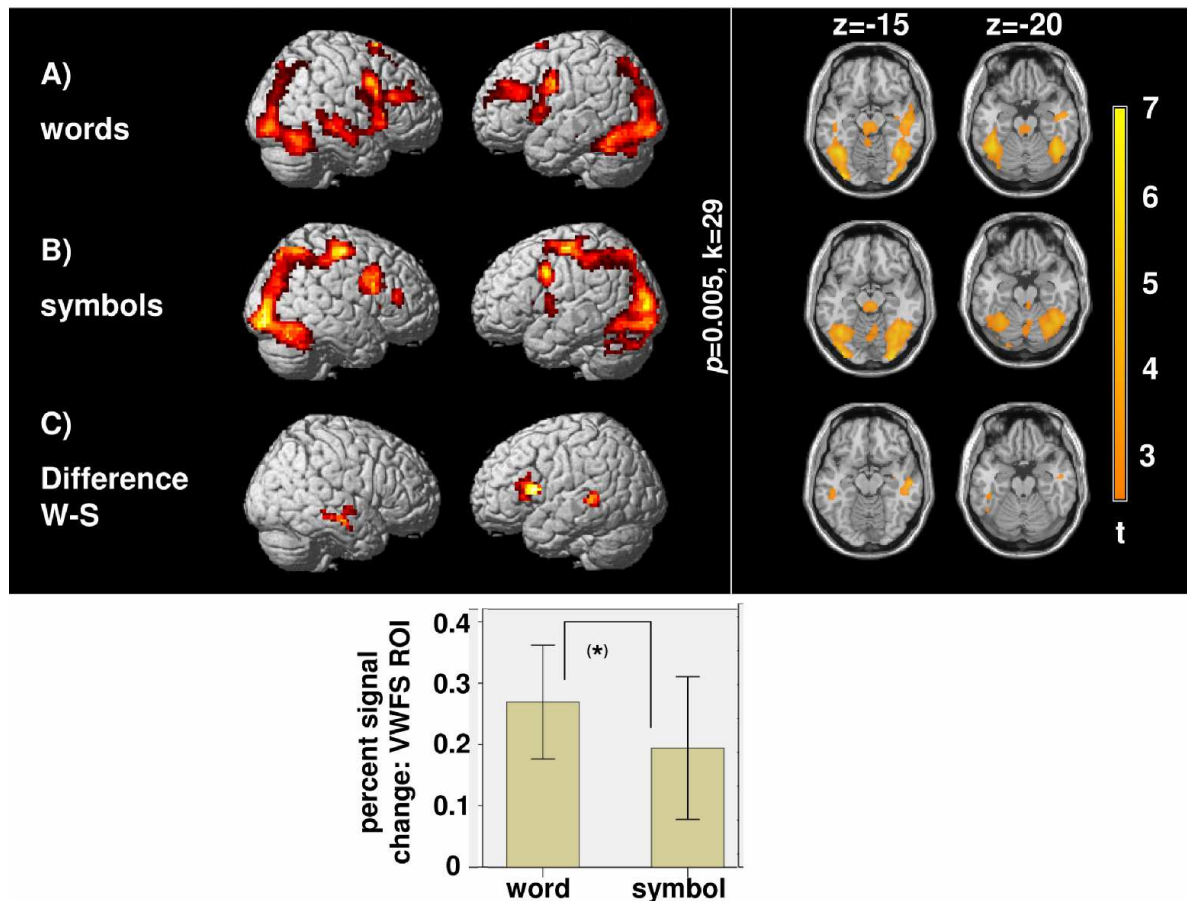 z=-15 z=-20
A)
words
B)
symbols
C)
Difference
W-S
p=0.005, k=29
7
6
5
4
3
t
percent signal
change: VWFS ROI
0.4
0.3
0.2
0.1
0
(*)
word symbol